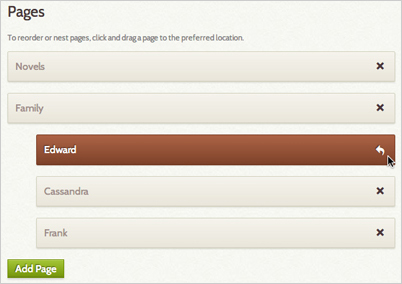 Pages
To reorder or nest pages, click and drag a page to the preferred location.
Novels
Family
Edward
Cassandra
Frank
Add Page